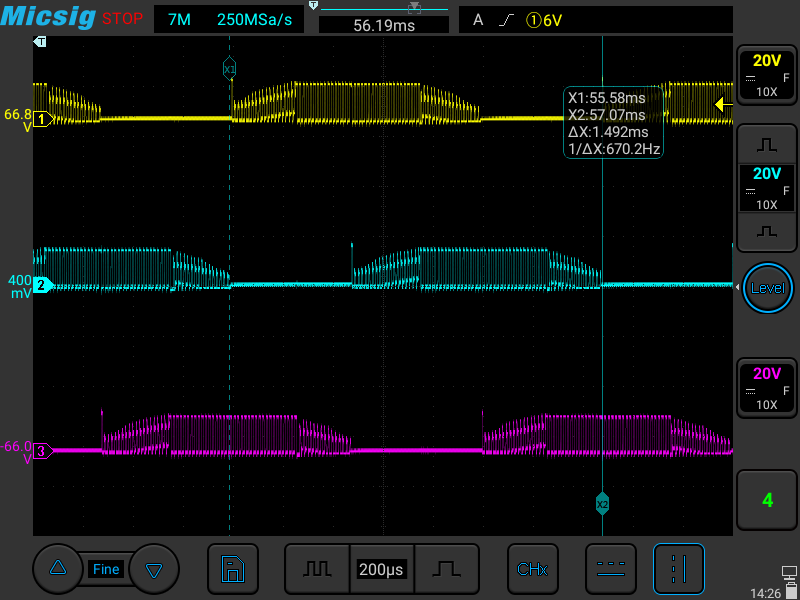 Micsig STOP 7M 250MSa/s T 56.19ms A 1 6V
T
X1
20V
F
10X
66.8 1
V
X1:55.58ms
X2:57.07ms
ΔX:1.492ms
1/ΔX:670.2Hz
20V
F
10X
400 2
mV
Level
20V
F
10X
-66.0 3
V
X2
4
Fine 200μs CHx
14:26